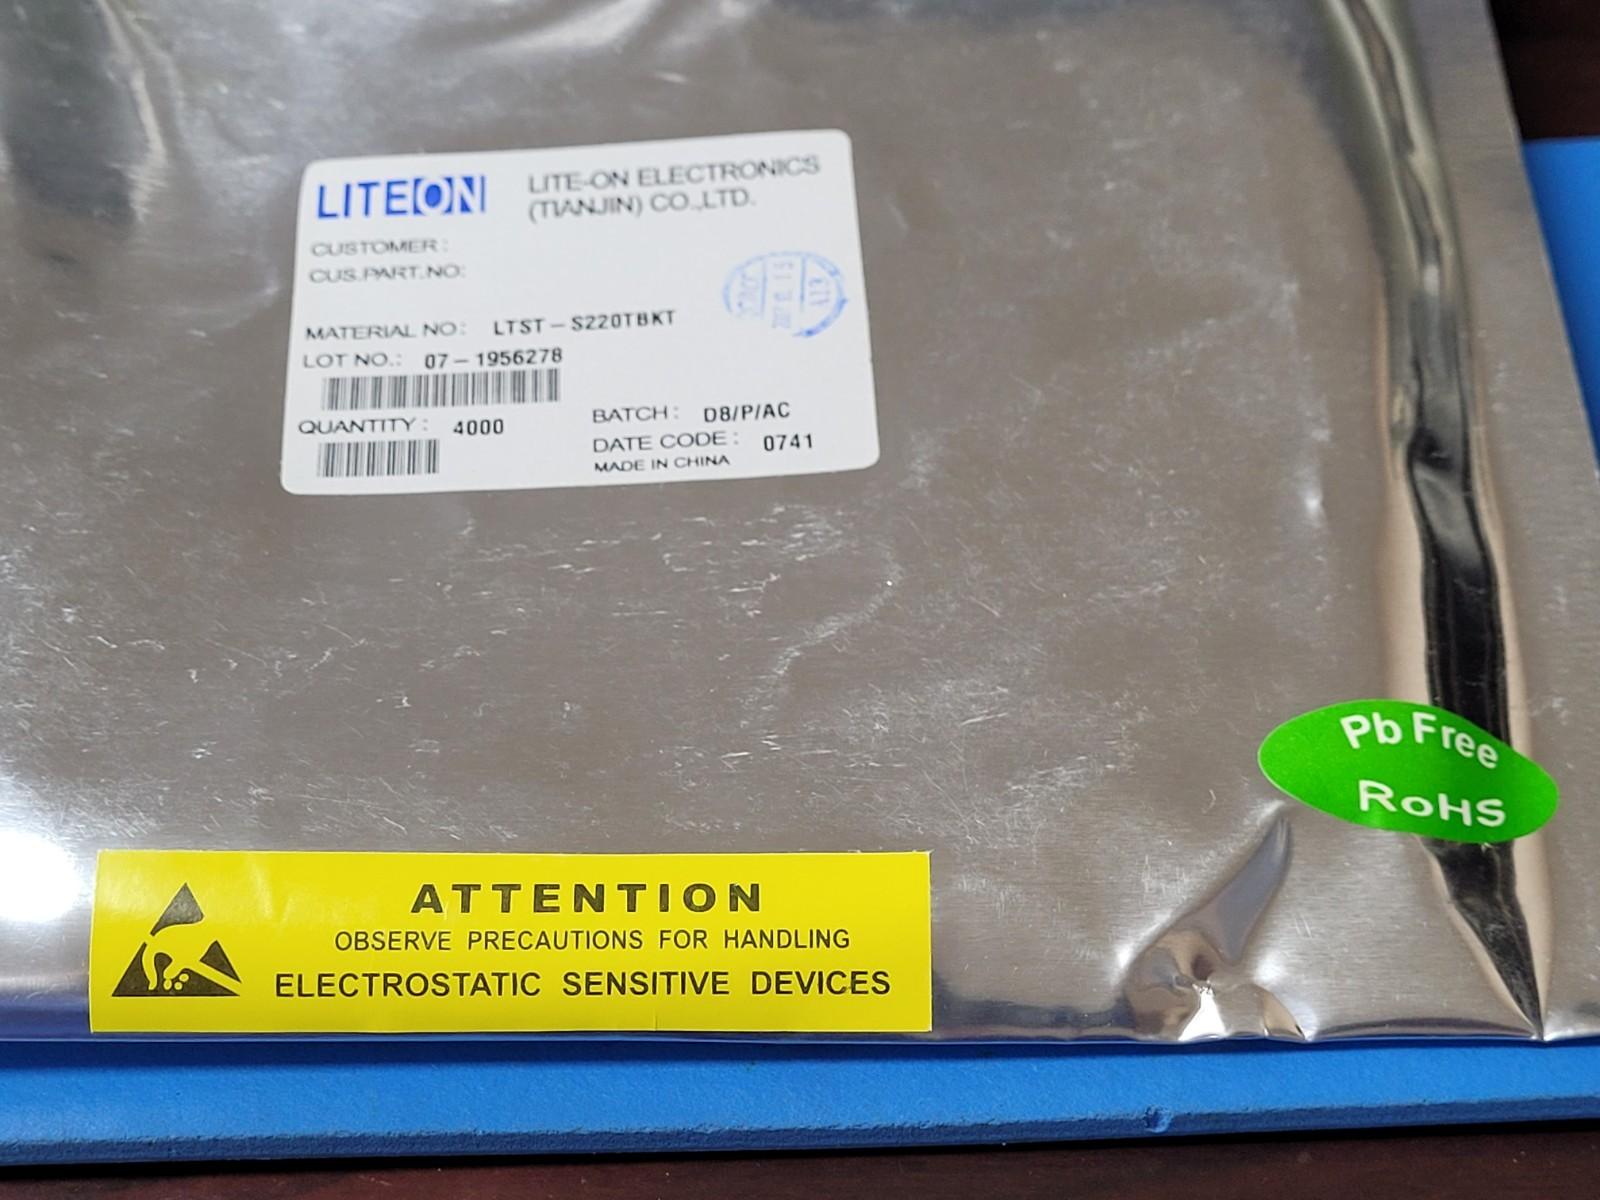 LITEON
LITE-ON ELECTRONICS
(TIANJIN) CO.,LTD.
CUSTOMER :
CUS.PART.NO:
MATERIAL NO: LTST-S220TBKT
LOT NO.: 07-1956278
QUANTITY: 4000
BATCH: D8/P/AC
DATE CODE: 0741
MADE IN CHINA
Pb Free
RoHS
ATTENTION
OBSERVE PRECAUTIONS FOR HANDLING
ELECTROSTATIC SENSITIVE DEVICES